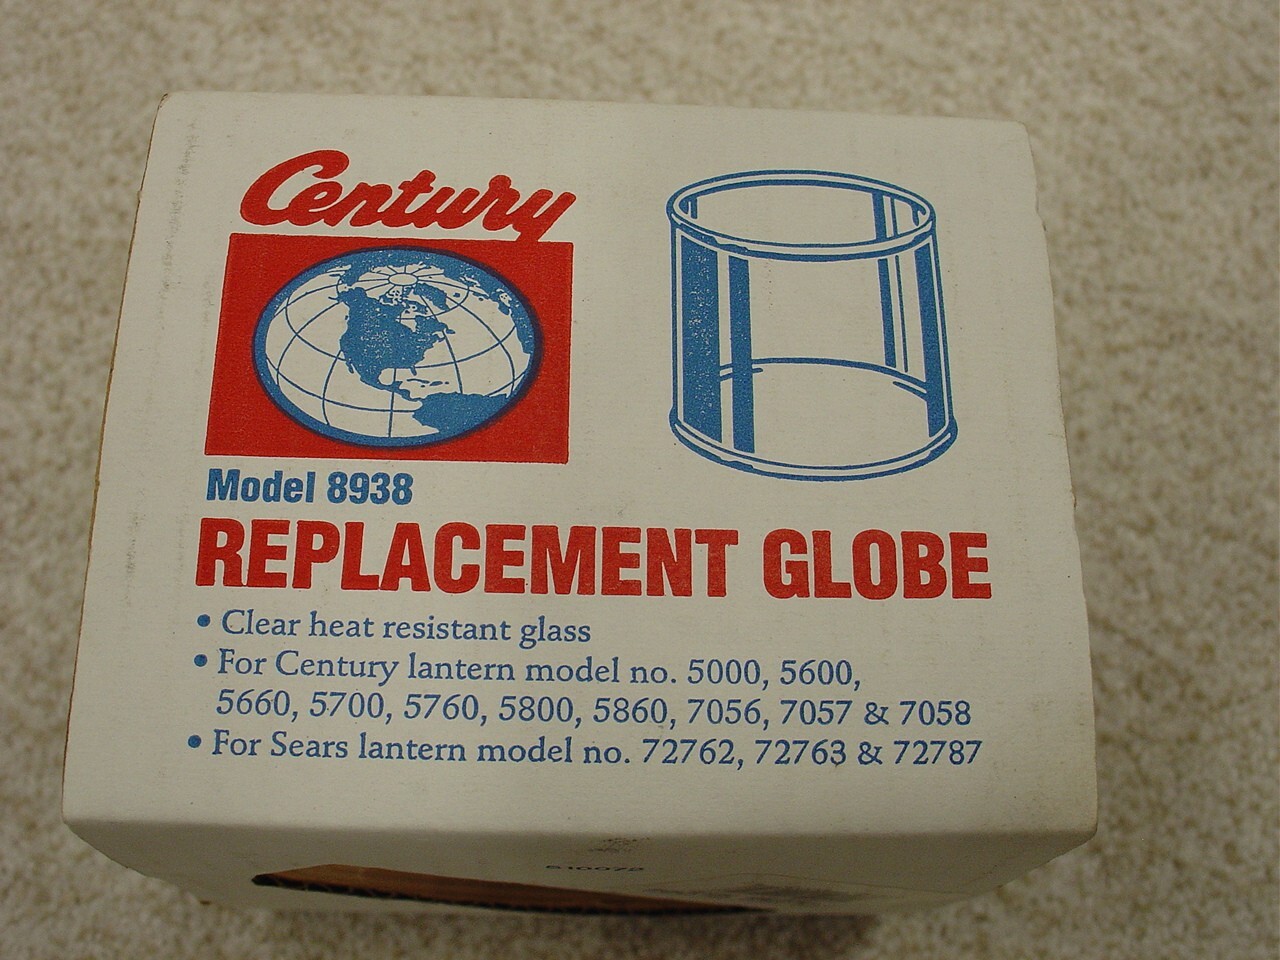 Century
Model 8938
REPLACEMENT GLOBE
• Clear heat resistant glass
• For Century lantern model no. 5000, 5600,
5660, 5700, 5760, 5800, 5860, 7056, 7057 & 7058
• For Sears lantern model no. 72762, 72763 & 72787